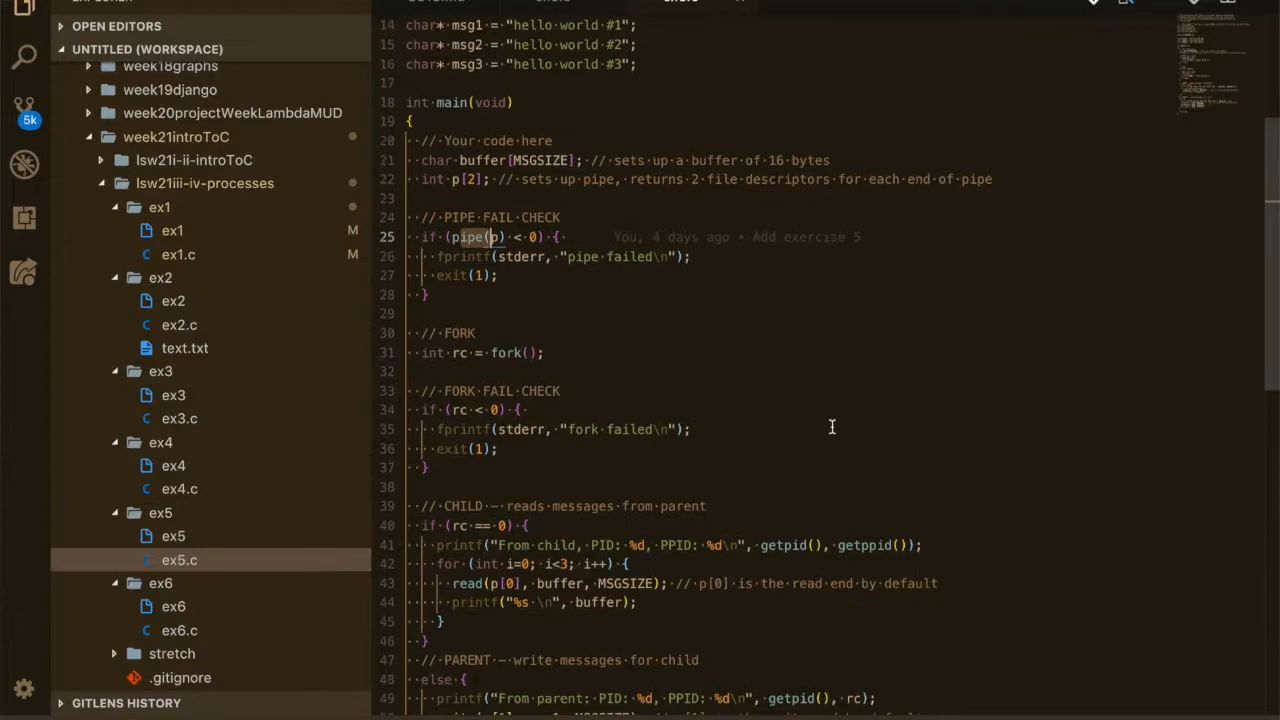 OPEN EDITORS
UNTITLED (WORKSPACE)
week18graphs
week19django
week20projectWeekLambdaMUD
week21introToC
lsw21i-ii-introToC
lsw21iii-iv-processes
ex1
ex1 M
ex1.c M
ex2
ex2
ex2.c
text.txt
ex3
ex3
ex3.c
ex4
ex4
ex4.c
ex5
ex5
ex5.c
ex6
ex6
ex6.c
stretch
.gitignore
GITLENS HISTORY
5k
14 char* msg1 = "hello world #1";
15 char* msg2 = "hello world #2";
16 char* msg3 = "hello world #3";
17
18 int main(void)
19 {
20 // Your code here
21 char buffer[MSGSIZE]; // sets up a buffer of 16 bytes
22 int p[2]; // sets up pipe, returns 2 file descriptors for each end of pipe
23
24 // PIPE FAIL CHECK
25 if (pipe(p) < 0) { You, 4 days ago • Add exercise 5
26 fprintf(stderr, "pipe failed\n");
27 exit(1);
28 }
29
30 // FORK
31 int rc = fork();
32
33 // FORK FAIL CHECK
34 if (rc < 0) {
35 fprintf(stderr, "fork failed\n");
36 exit(1);
37 }
38
39 // CHILD – reads messages from parent
40 if (rc == 0) {
41 printf("From child, PID: %d, PPID: %d\n", getpid(), getppid());
42 for (int i=0; i<3; i++) {
43 read(p[0], buffer, MSGSIZE); // p[0] is the read end by default
44 printf("%s \n", buffer);
45 }
46 }
47 // PARENT – write messages for child
48 else {
49 printf("From parent: PID: %d, PPID: %d\n", getpid(), rc);